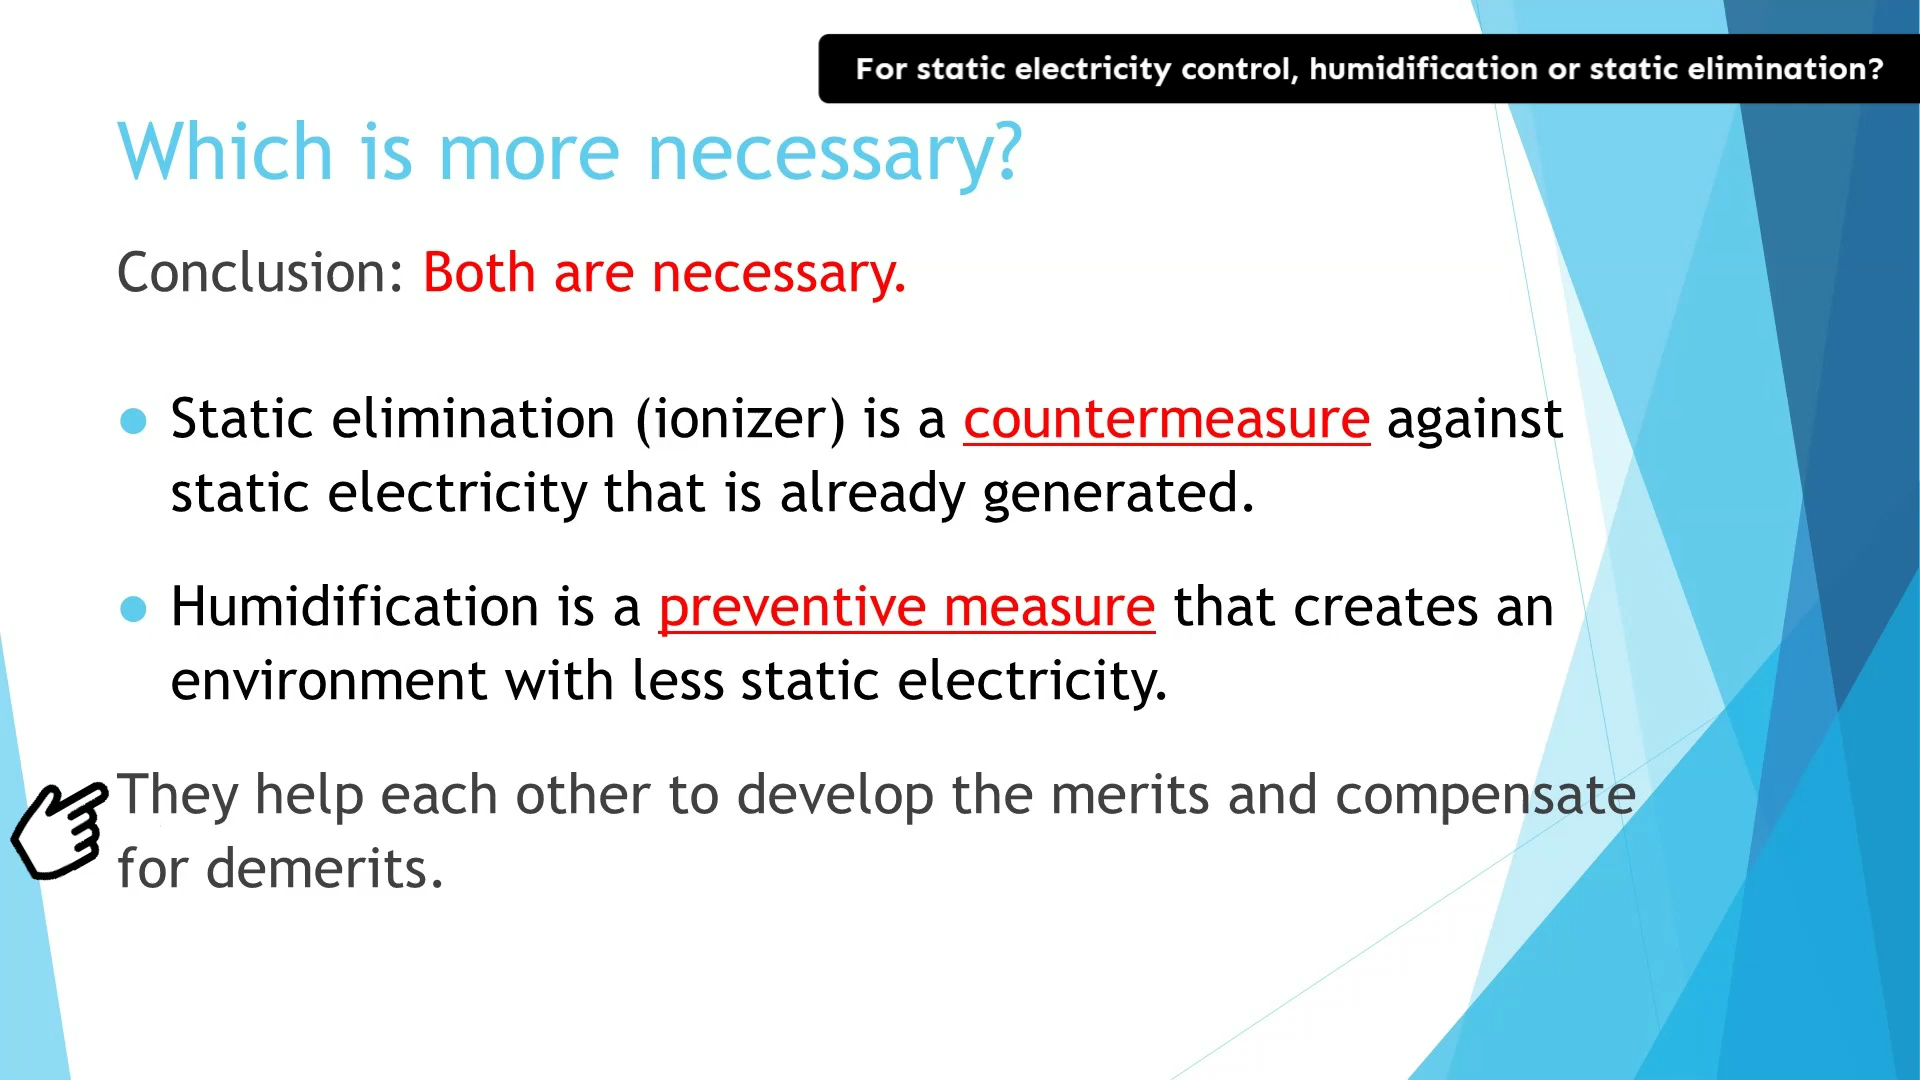 For static electricity control, humidification or static elimination?
Which is more necessary?
Conclusion: Both are necessary.
● Static elimination (ionizer) is a countermeasure against
static electricity that is already generated.
● Humidification is a preventive measure that creates an
environment with less static electricity.
They help each other to develop the merits and compensate
for demerits.